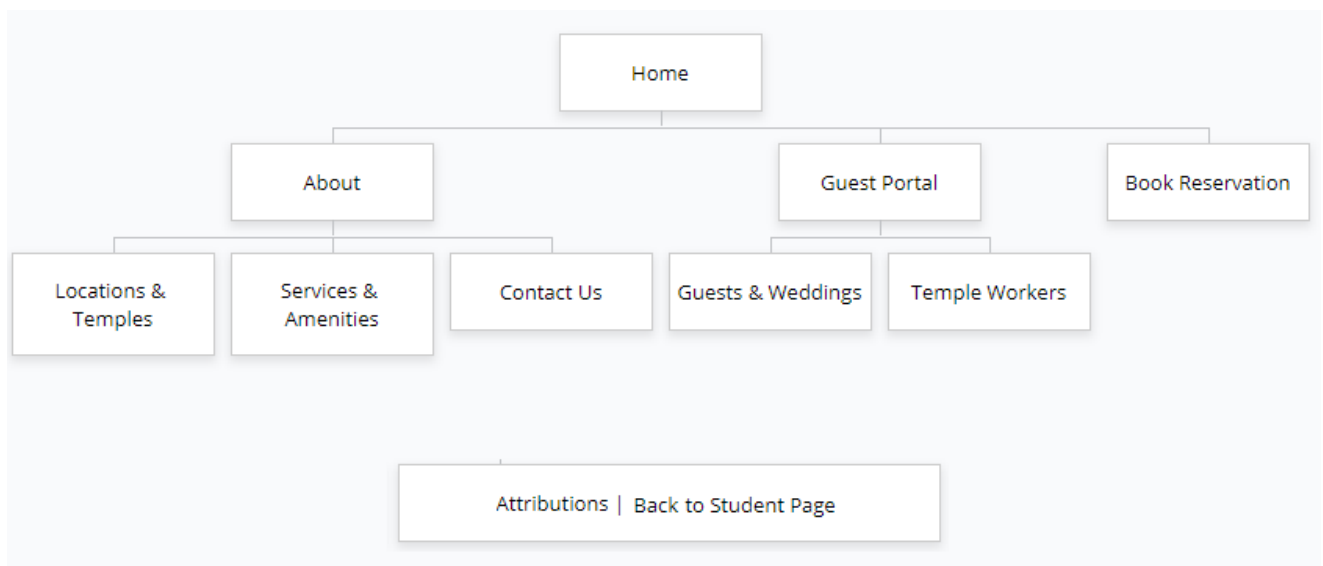 Home
About
Guest Portal
Book Reservation
Locations &
Temples
Services &
Amenities
Contact Us
Guests & Weddings
Temple Workers
Attributions | Back to Student Page